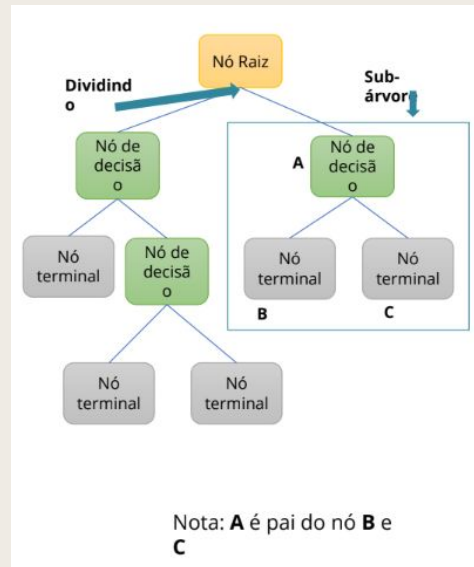 Nó Raiz
Dividind
o
Sub-
árvore
Nó de
decisã
o
A
Nó de
decisã
o
Nó
terminal
Nó de
decisã
o
Nó
terminal
Nó
terminal
B
C
Nó
terminal
Nó
terminal
Nota: A é pai do nó B e
C